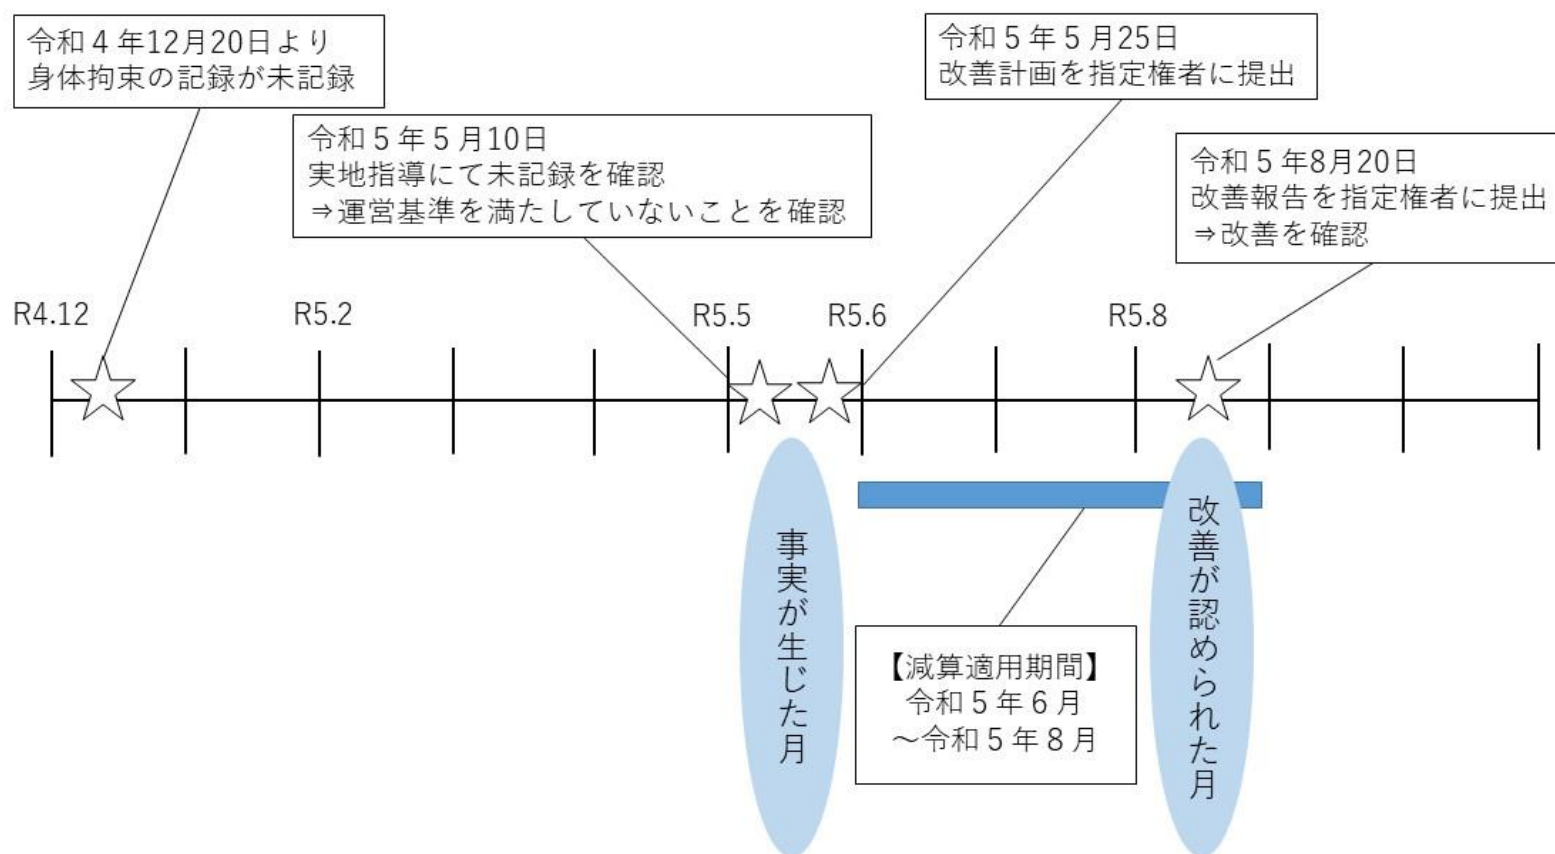 令和４年12月20日より
身体拘束の記録が未記録
令和５年５月10日
実地指導にて未記録を確認
⇒運営基準を満たしていないことを確認
令和５年５月25日
改善計画を指定権者に提出
令和５年8月20日
改善報告を指定権者に提出
⇒改善を確認
R4.12
R5.2
R5.5
R5.6
R5.8
事実が生じた月
【減算適用期間】
令和５年６月
～令和５年８月
改善が認められた月